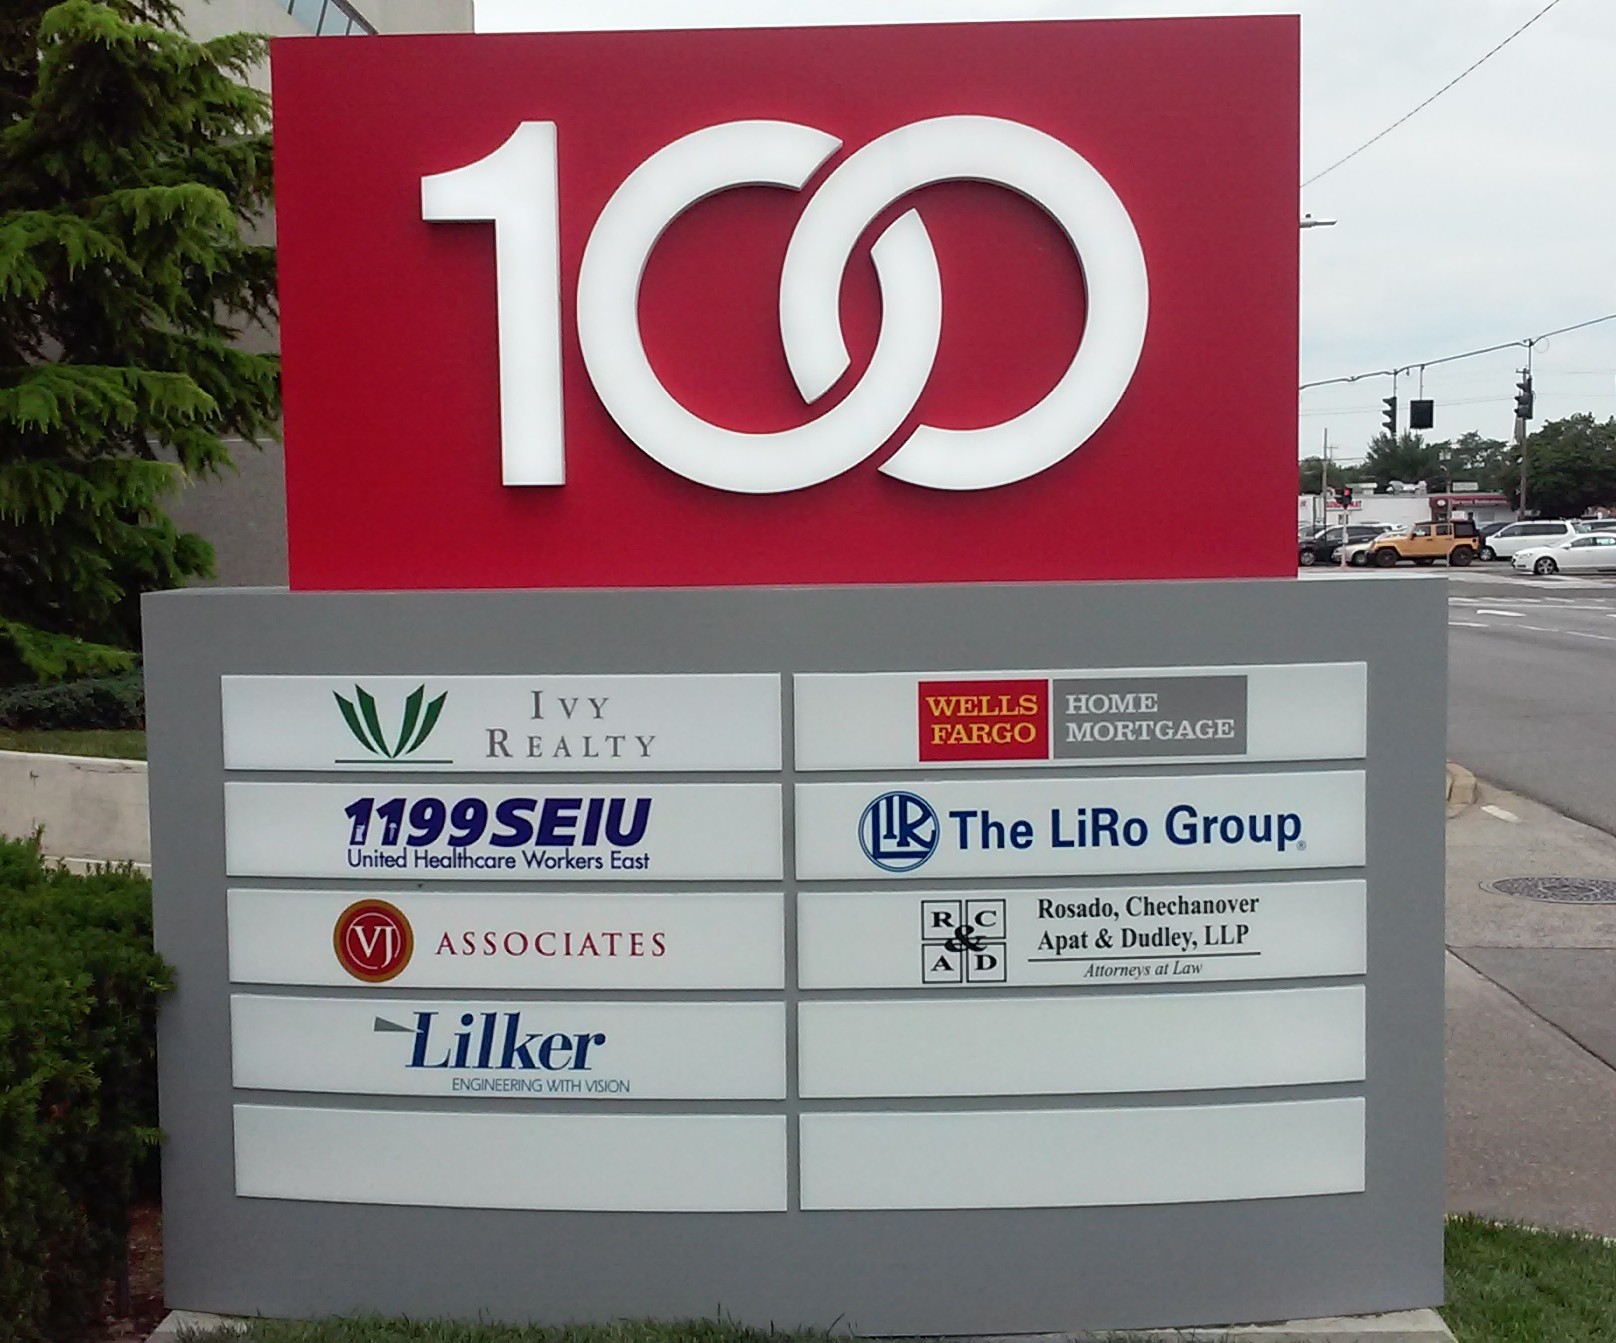 100
IVY
REALTY
WELLS
FARGO
HOME
MORTGAGE
1199SEIU
United Healthcare Workers East
LIR
The LiRo Group®
VJ
ASSOCIATES
R C
&
A D
Rosado, Chechanover
Apat & Dudley, LLP
Attorneys at Law
Lilker
ENGINEERING WITH VISION